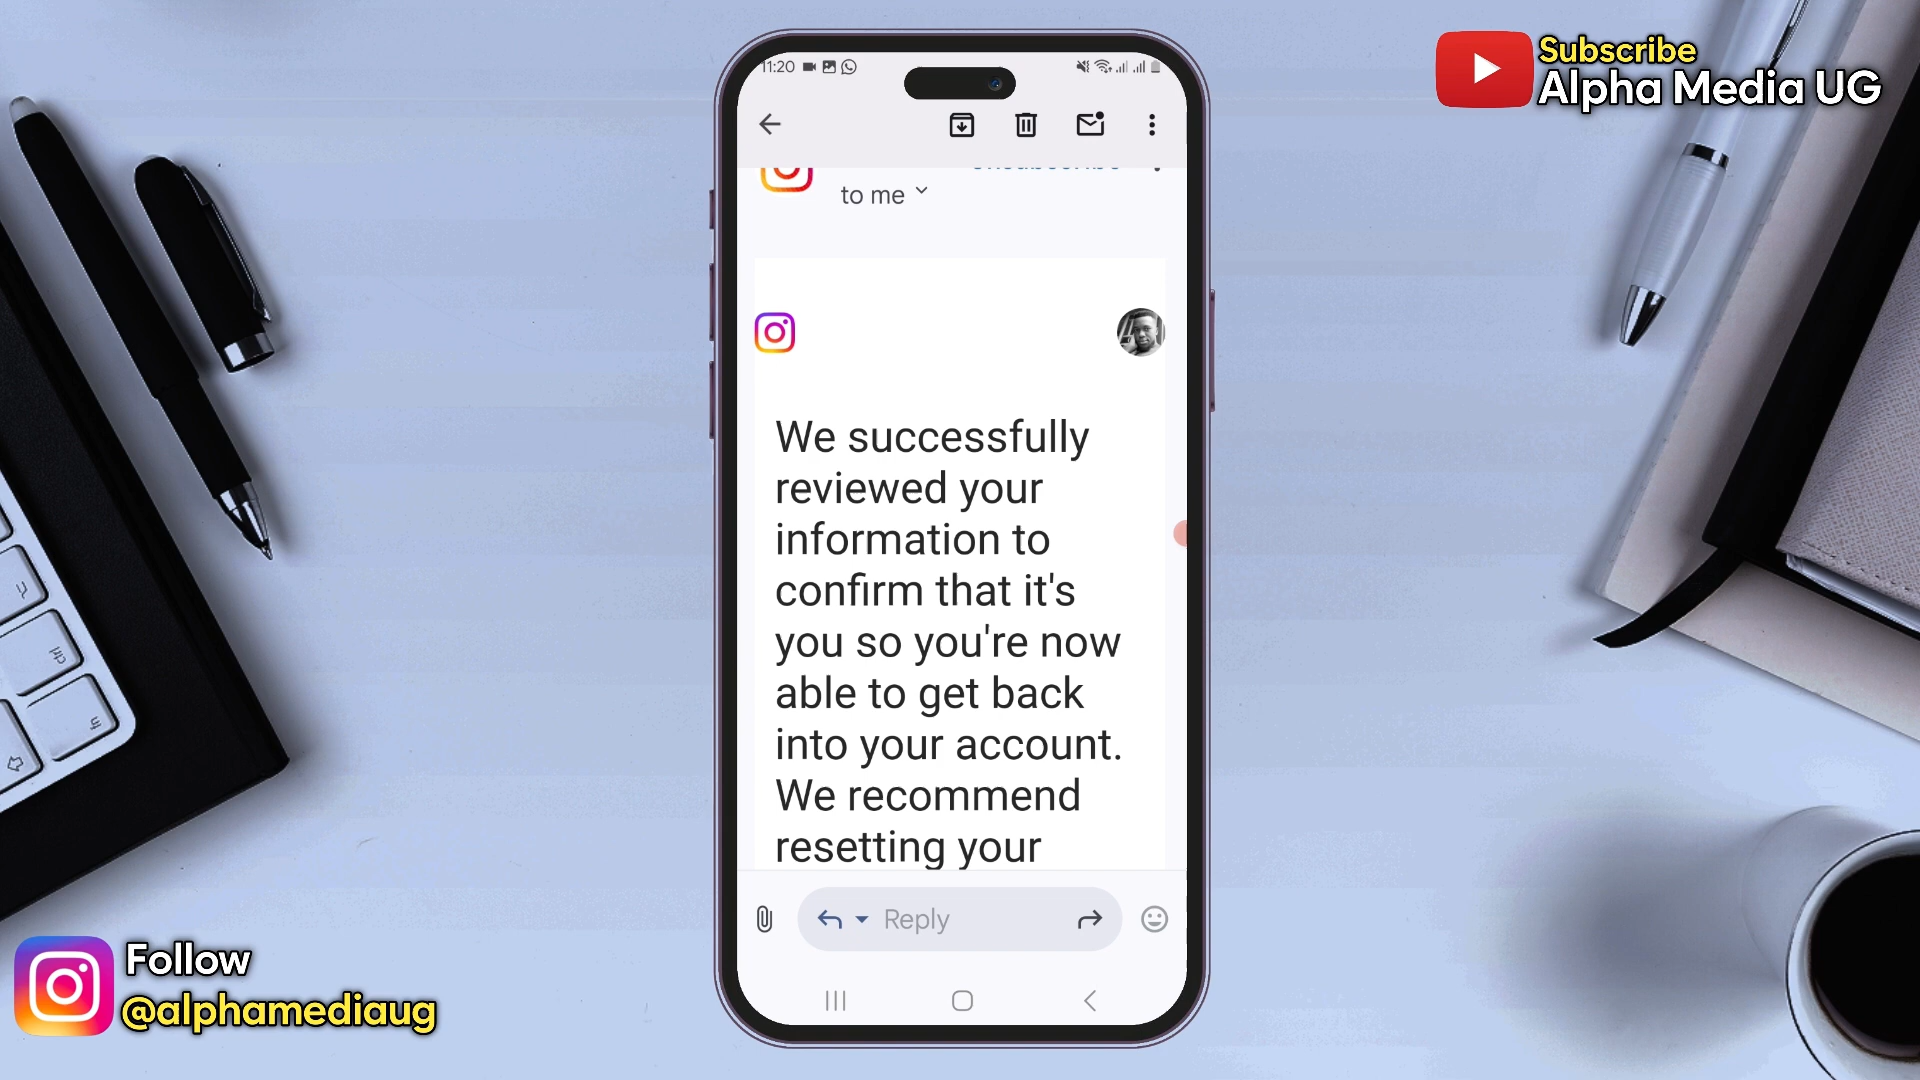 Subscribe
Alpha Media UG
11:20
to me
We successfully
reviewed your
information to
confirm that it's
you so you're now
able to get back
into your account.
We recommend
resetting your
Reply
Follow
@alphamediaug
ctrl